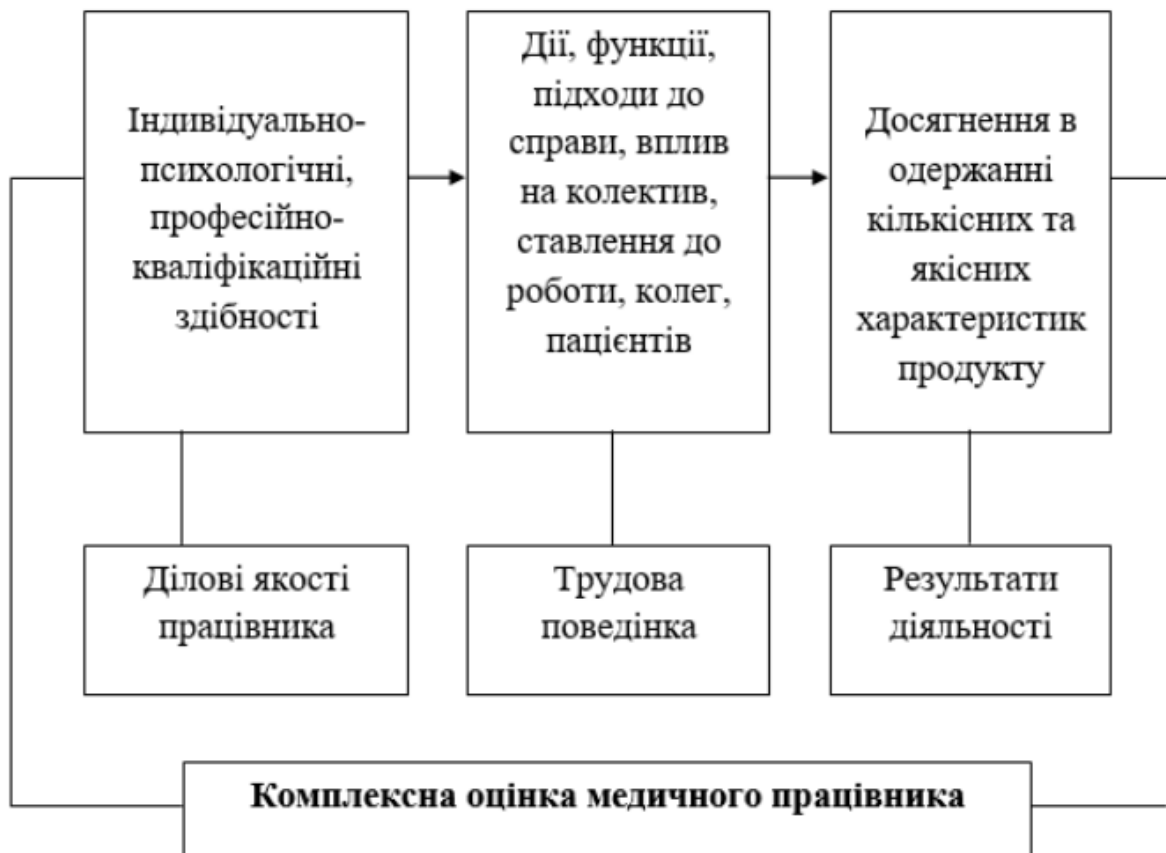 Індивідуально-
психологічні,
професійно-
кваліфікаційні
здібності
Дії, функції,
підходи до
справи, вплив
на колектив,
ставлення до
роботи, колег,
пацієнтів
Досягнення в
одержанні
кількісних та
якісних
характеристик
продукту
Ділові якості
працівника
Трудова
поведінка
Результати
діяльності
Комплексна оцінка медичного працівника